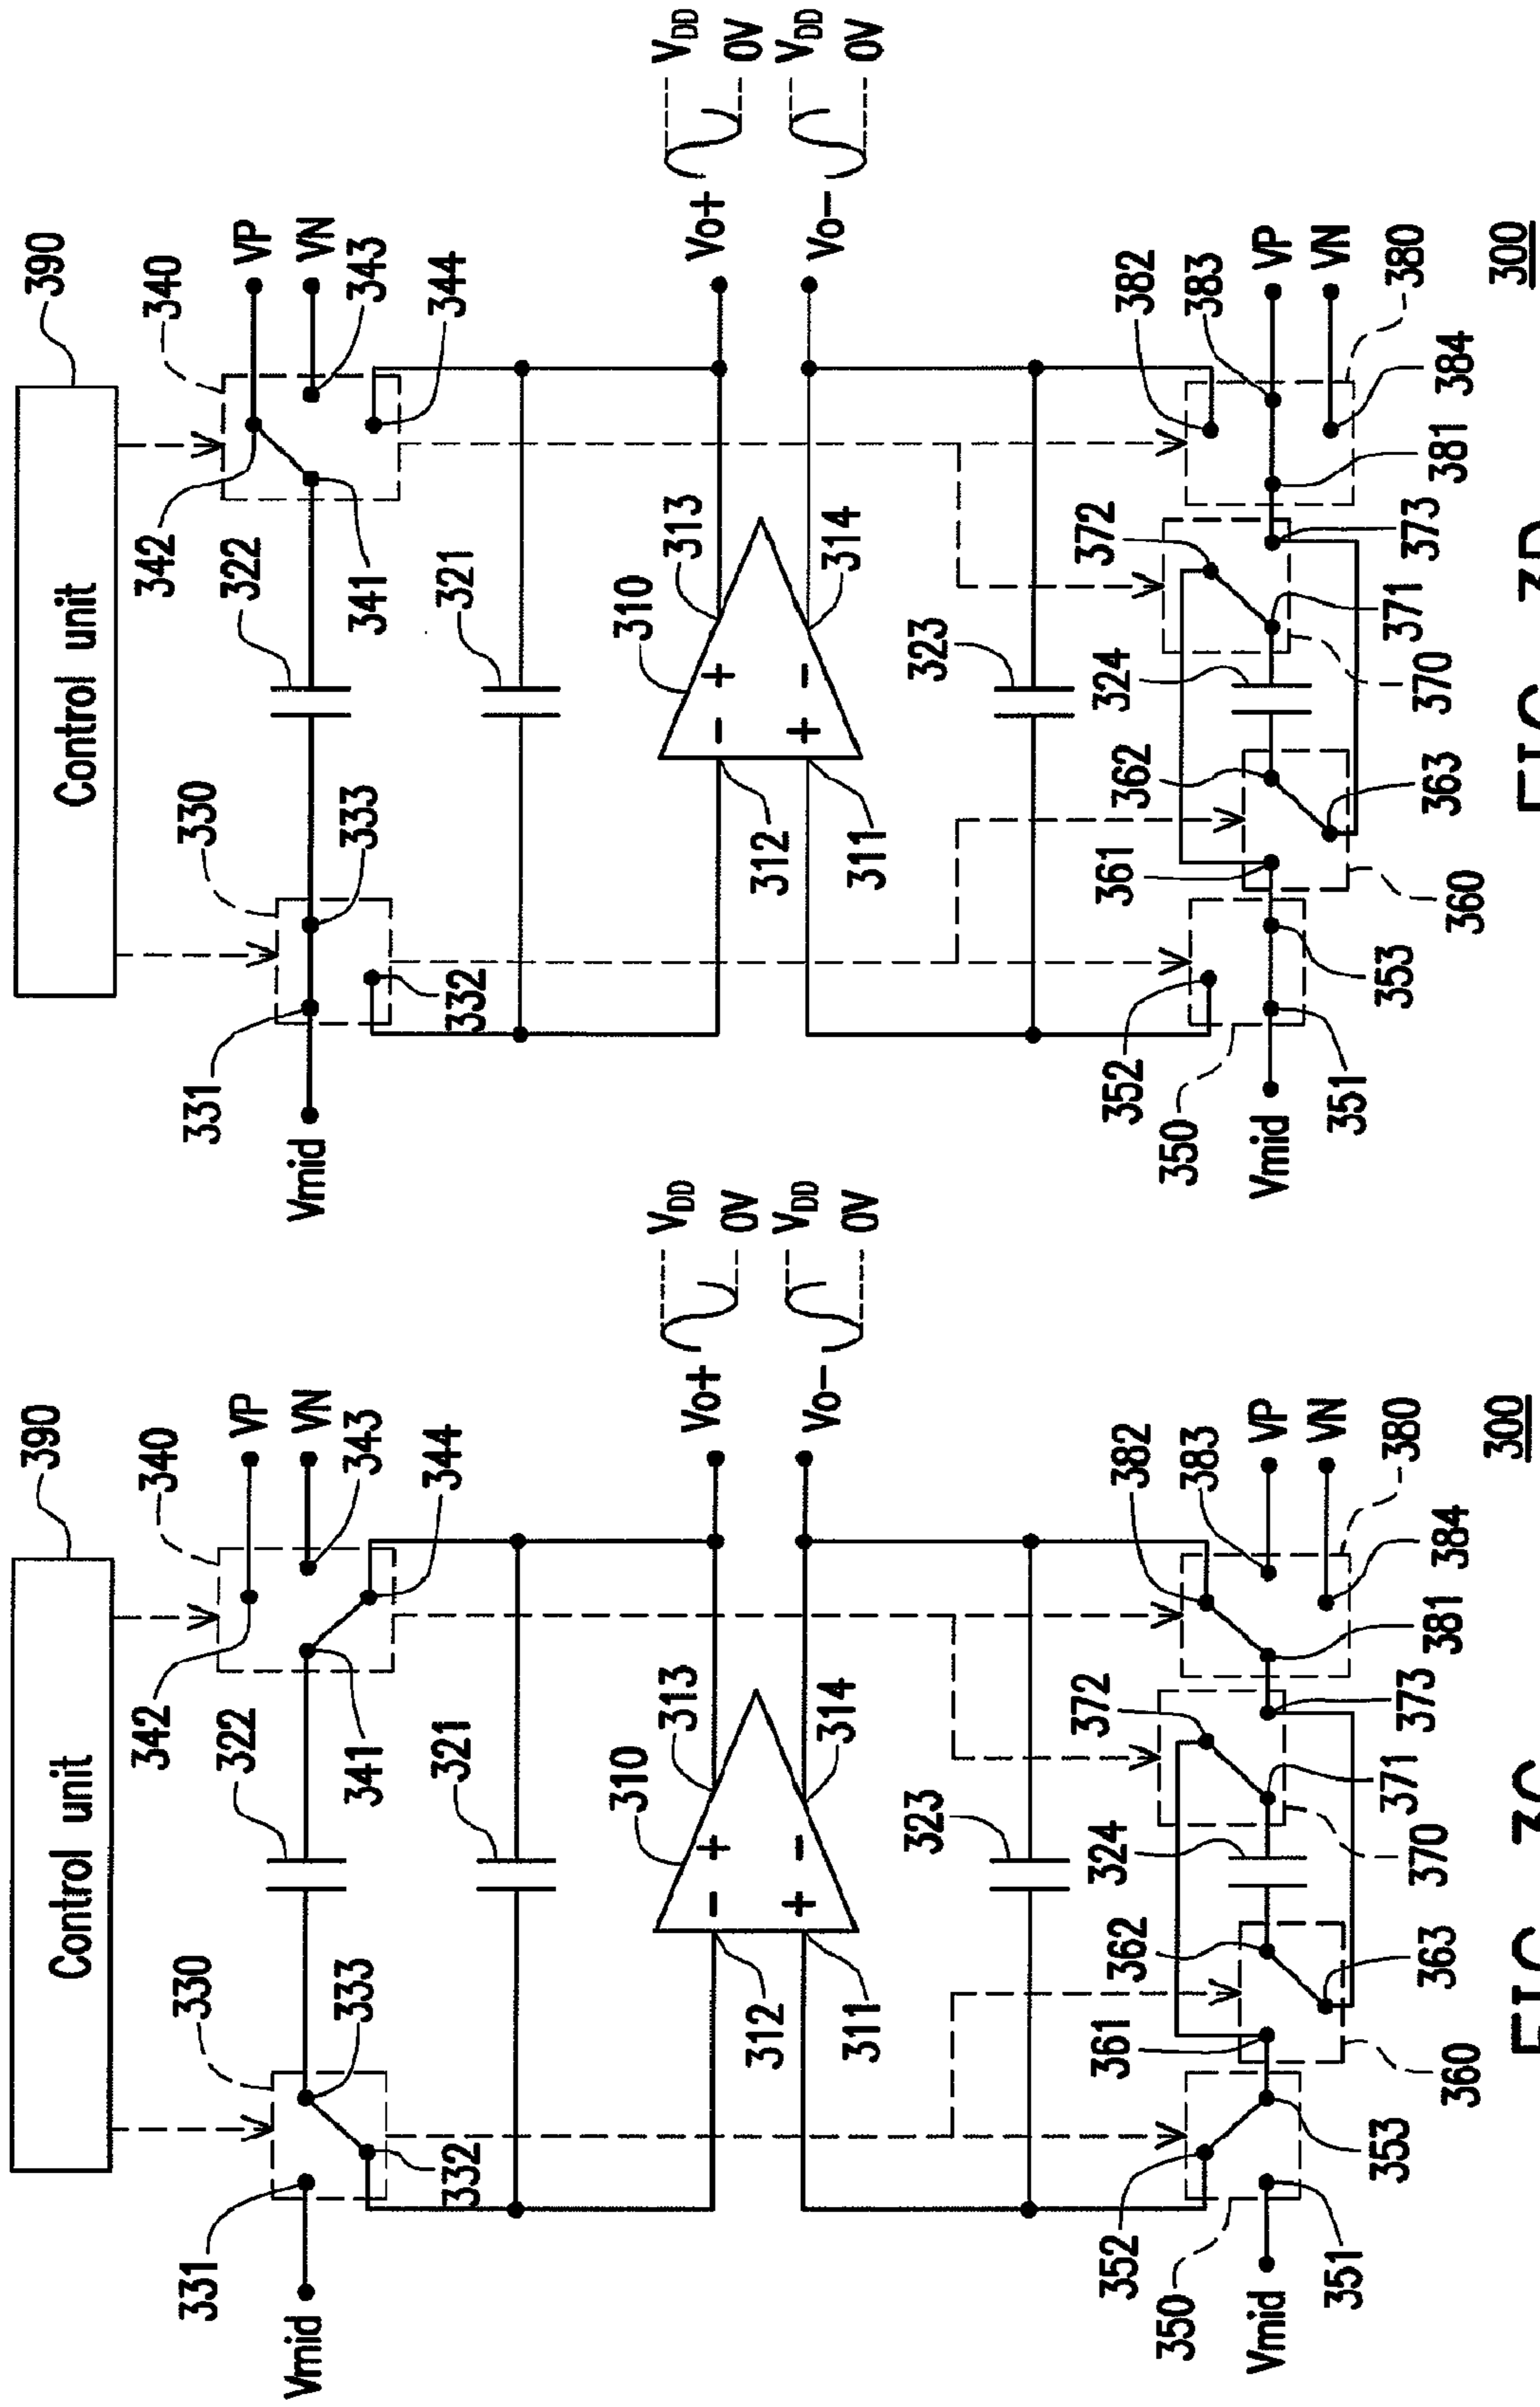 390
Control unit
340
VP
VN
343
344
342
322
341
330
333
331
Vmid
332
321
310
313
Vo+
VDD
0V
312
311
314
Vo-
VDD
0V
323
382
383
VP
VN
380
384
381
372
373
371
370
324
362
363
361
360
352
350
353
351
Vmid
300
FIG. 3C
390
Control unit
340
VP
VN
343
344
342
322
341
330
333
331
Vmid
332
321
310
313
Vo+
VDD
0V
312
311
314
Vo-
VDD
0V
323
382
383
VP
VN
380
384
381
372
373
371
370
324
362
363
361
360
352
350
353
351
Vmid
300
FIG. 3D